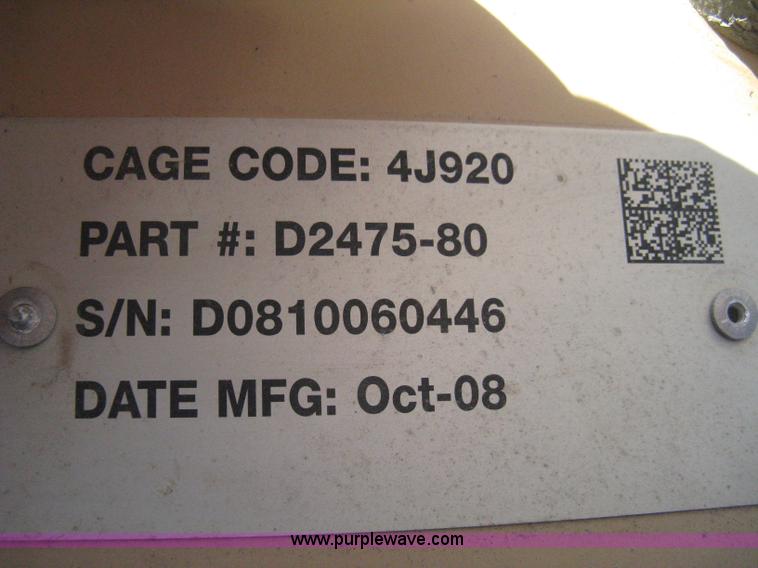 CAGE CODE: 4J920
PART #: D2475-80
S/N: D0810060446
DATE MFG: Oct-08
www.purplewave.com